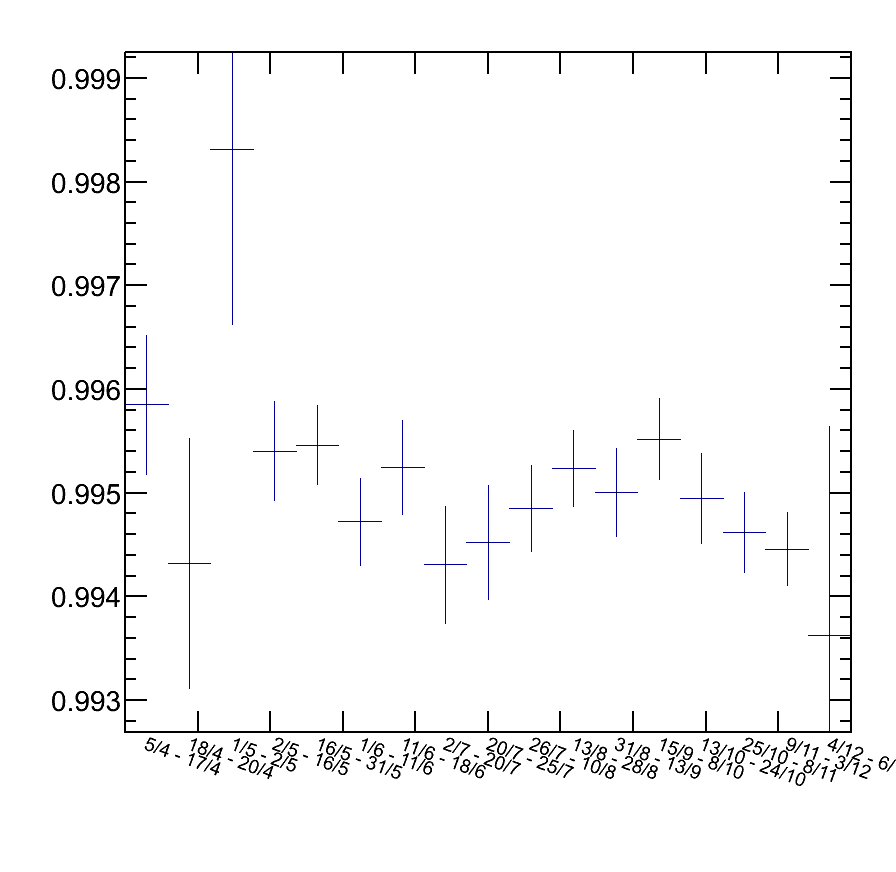 0.999
0.998
0.997
0.996
0.995
0.994
0.993
5/4 - 17/4
18/4 - 20/4
1/5 - 2/5
2/5 - 16/5
16/5 - 31/5
1/6 - 11/6
11/6 - 18/6
2/7 - 20/7
20/7 - 25/7
26/7 - 10/8
13/8 - 28/8
31/8 - 13/9
15/9 - 8/10
13/10 - 24/10
25/10 - 8/11
9/11 - 3/12
4/12 - 6/